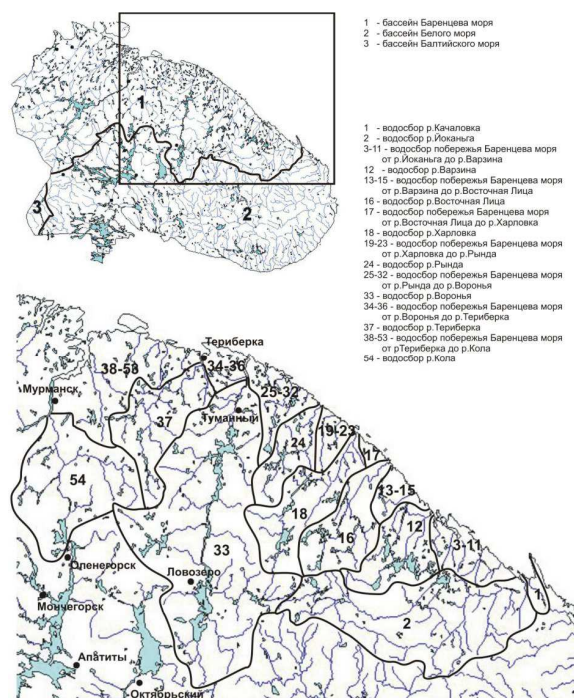 1 - бассейн Баренцева моря
2 - бассейн Белого моря
3 - бассейн Балтийского моря
1
2
3
1 - водосбор р.Качаловка
2 - водосбор р.Йоканьга
3-11 - водосбор побережья Баренцева моря
от р.Йоканьга до р.Варзина
12 - водосбор р.Варзина
13-15 - водосбор побережья Баренцева моря
от р.Варзина до р.Восточная Лица
16 - водосбор р.Восточная Лица
17 - водосбор побережья Баренцева моря
от р.Восточная Лица до р.Харловка
18 - водосбор р.Харловка
19-23 - водосбор побережья Баренцева моря
от р.Харловка до р.Рында
24 - водосбор р.Рында
25-32 - водосбор побережья Баренцева моря
от р.Рында до р.Воронья
33 - водосбор р.Воронья
34-36 - водосбор побережья Баренцева моря
от р.Воронья до р.Териберка
37 - водосбор р.Териберка
38-53 - водосбор побережья Баренцева моря
от рТериберка до р.Кола
54 - водосбор р.Кола
Териберка
38-53
34-36
Мурманск
25-32
Туманный
37
19-23
24
17
54
13-15
18
12
16
3-11
33
Оленегорск
Ловозеро
1
Мончегорск
2
Апатиты
Октябрьский